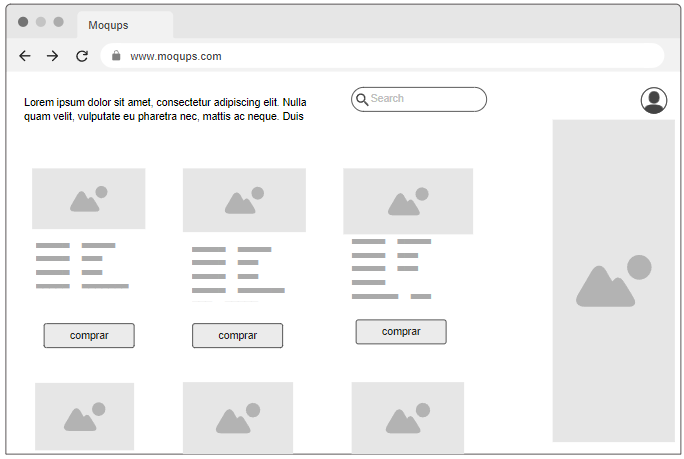 Moqups
www.moqups.com
Lorem ipsum dolor sit amet, consectetur adipiscing elit. Nulla
quam velit, vulputate eu pharetra nec, mattis ac neque. Duis
Search
comprar
comprar
comprar